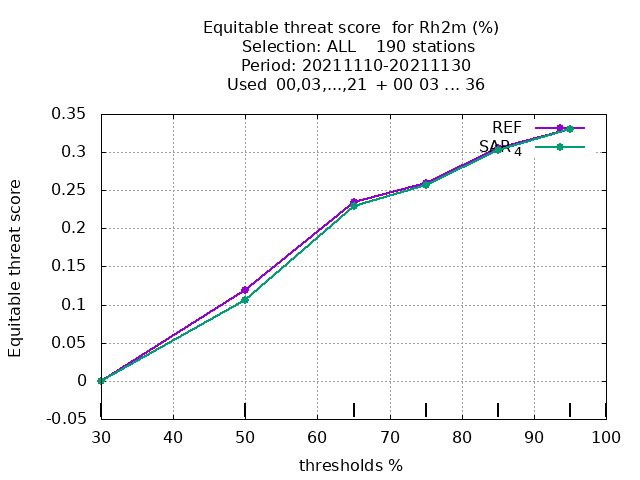 Equitable threat score  for Rh2m (%)
Selection: ALL    190 stations
Period: 20211110-20211130
Used  00,03,...,21  + 00 03 ... 36
0.35
0.3
0.25
0.2
0.15
0.1
0.05
0
-0.05
Equitable threat score
REF
SAR_4
30 40 50 60 70 80 90 100
thresholds %